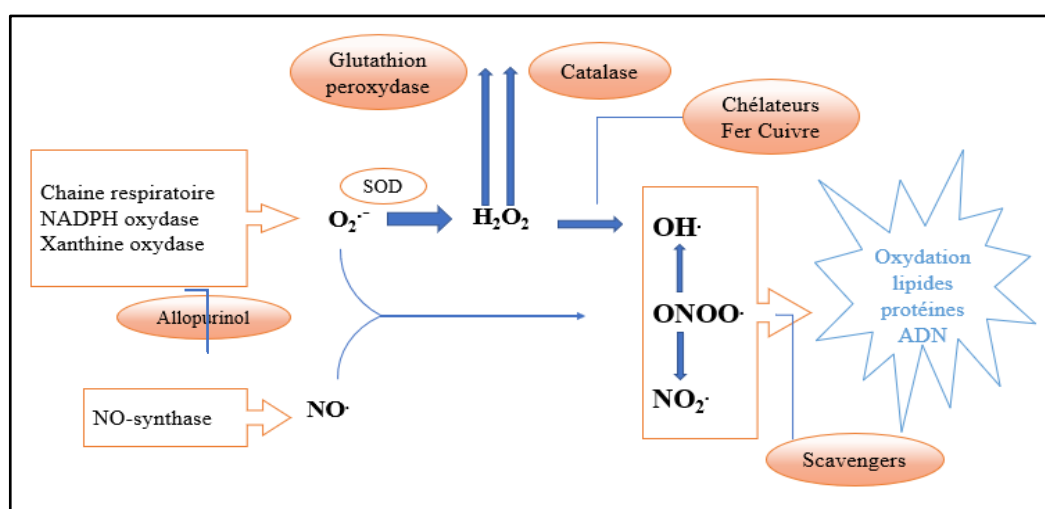 Glutathion
peroxydase
Catalase
Chélateurs
Fer Cuivre
Chaine respiratoire
NADPH oxydase
Xanthine oxydase
SOD
O₂·⁻
H₂O₂
OH·
ONOO·
NO₂·
Oxydation
lipides
protéines
ADN
Allopurinol
NO-synthase
NO·
Scavengers